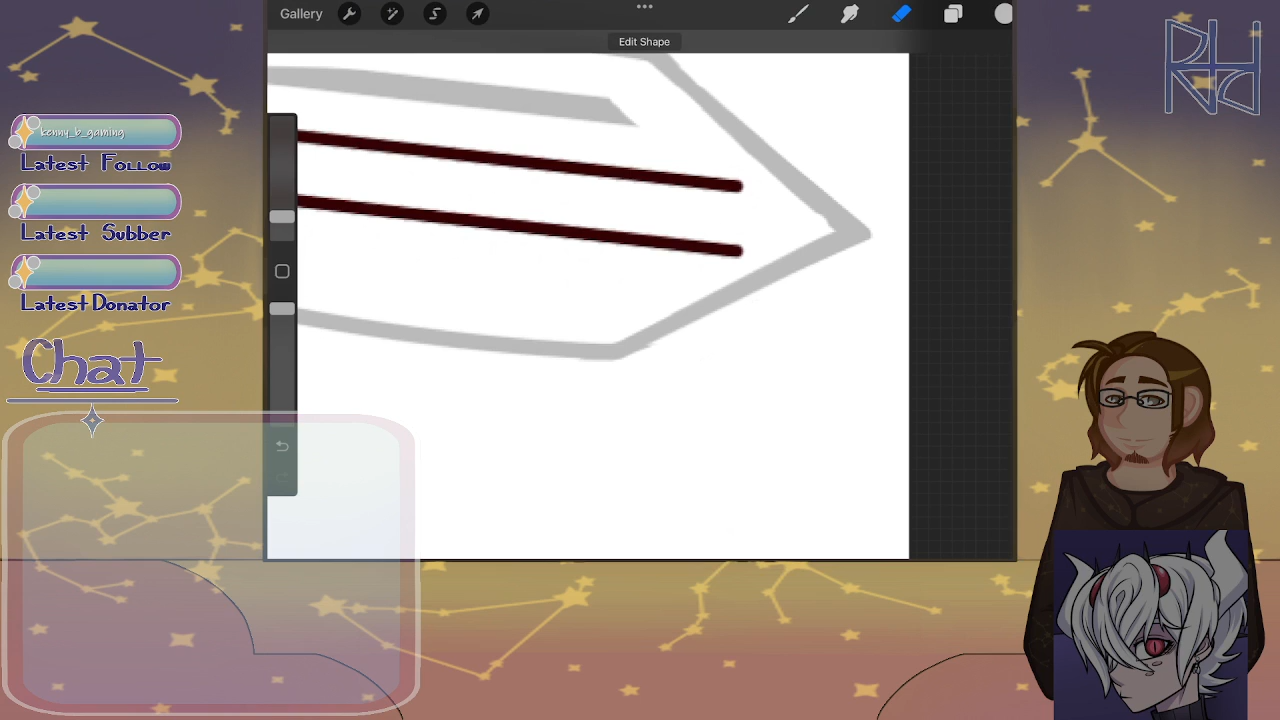 Gallery
Edit Shape
kenny_b_gaming
Latest Follow
Latest Subber
Latest Donator
Chat